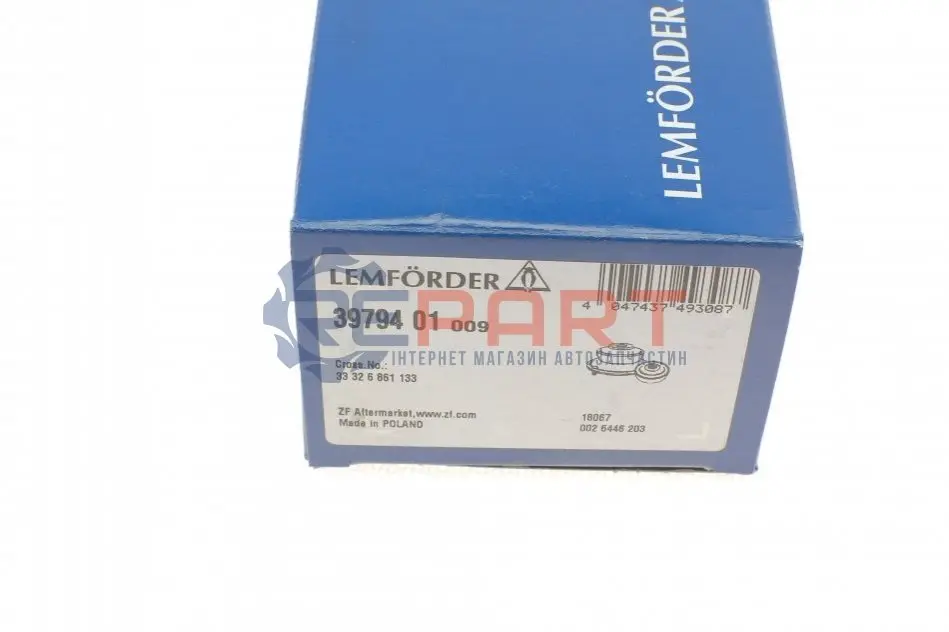 LEMFÖRDER
LEMFÖRDER
39794 01 009
4 047437 493087
REPART
ІНТЕРНЕТ МАГАЗИН АВТОЗАПЧАСТИН
Cross No.:
33 32 6 861 133
ZF Aftermarket,www.zf.com
Made in POLAND
18067
002 6446 203